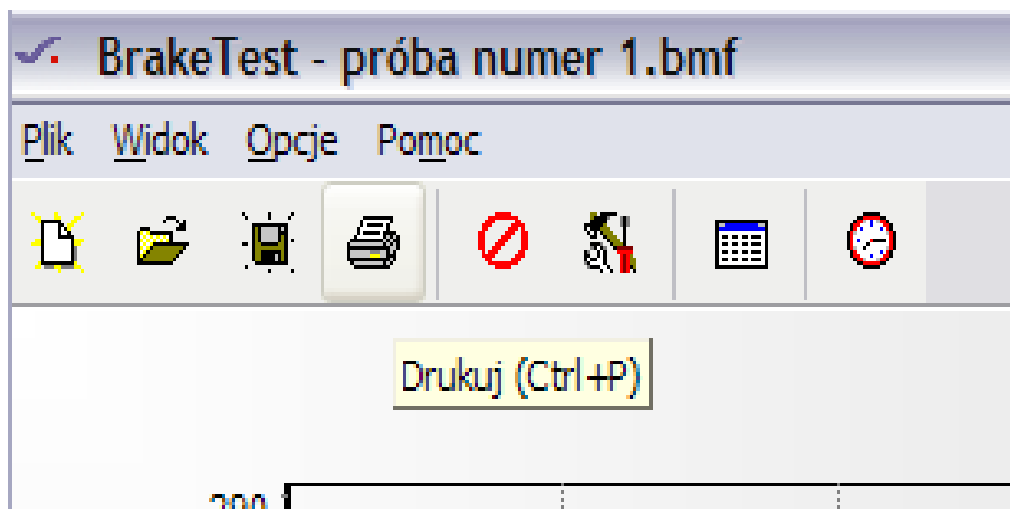 BrakeTest - próba numer 1.bmf
Plik Widok Opcje Pomoc
Drukuj (Ctrl+P)